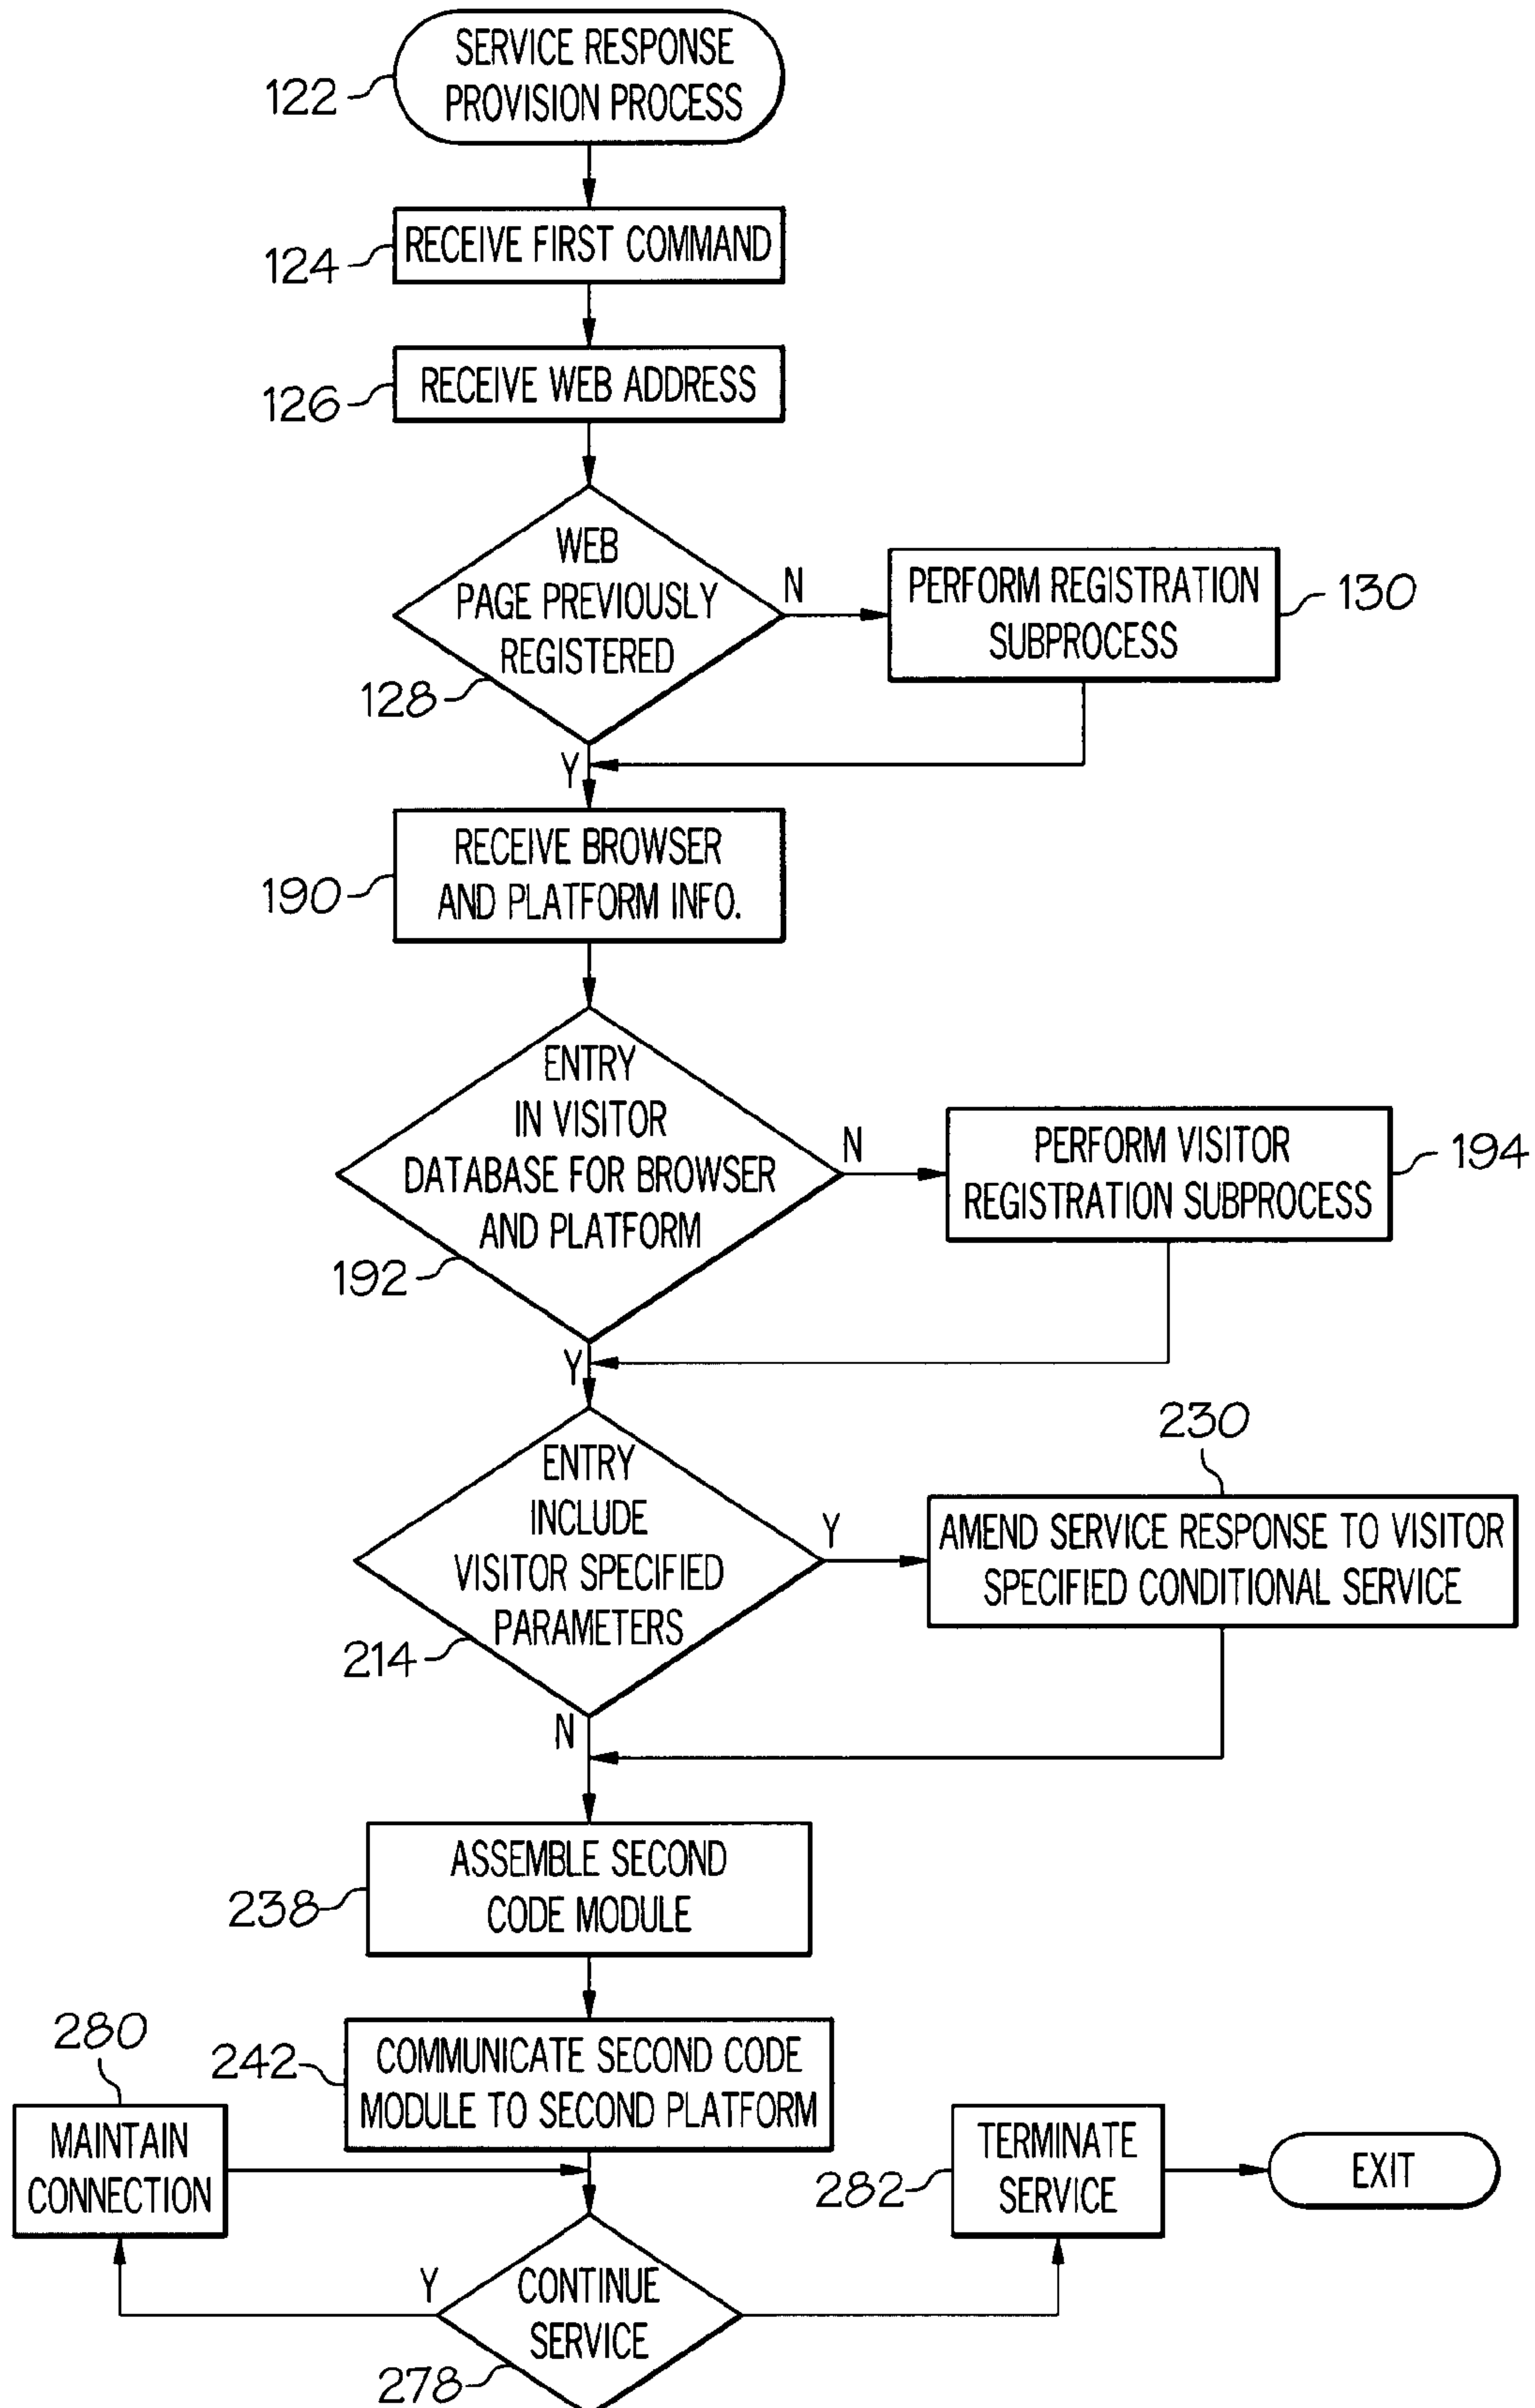 SERVICE RESPONSE
PROVISION PROCESS
122
RECEIVE FIRST COMMAND
124
RECEIVE WEB ADDRESS
126
WEB
PAGE PREVIOUSLY
REGISTERED
128
N
PERFORM REGISTRATION
SUBPROCESS
130
Y
RECEIVE BROWSER
AND PLATFORM INFO.
190
ENTRY
IN VISITOR
DATABASE FOR BROWSER
AND PLATFORM
192
N
PERFORM VISITOR
REGISTRATION SUBPROCESS
194
Y
ENTRY
INCLUDE
VISITOR SPECIFIED
PARAMETERS
214
Y
230
AMEND SERVICE RESPONSE TO VISITOR
SPECIFIED CONDITIONAL SERVICE
N
ASSEMBLE SECOND
CODE MODULE
238
COMMUNICATE SECOND CODE
MODULE TO SECOND PLATFORM
242
280
MAINTAIN
CONNECTION
TERMINATE
SERVICE
282
EXIT
Y
CONTINUE
SERVICE
278